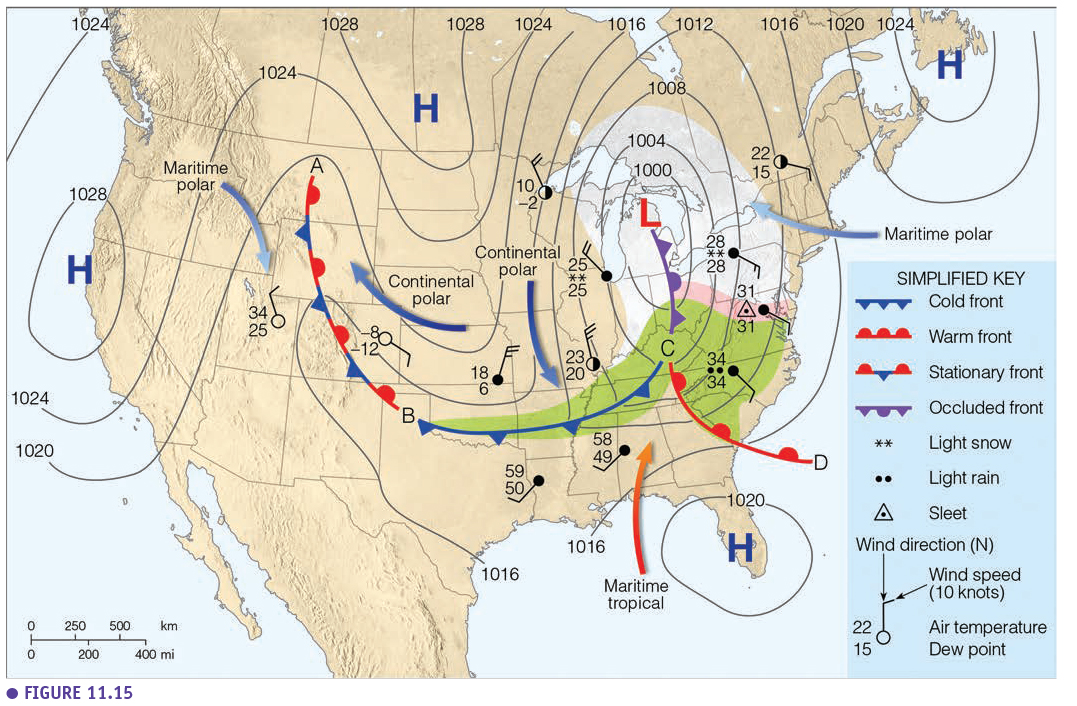 1024
1028
1028
1024
1016
1012
1016
1020
1024
H
1024
H
1008
1004
1000
A
Maritime
polar
22
15
10
−2
1028
L
H
Continental
polar
28
**
28
Maritime polar
25
**
25
Continental
polar
31
31
34
25
−8
−12
C
23
20
34
••
34
18
6
1024
B
1020
58
49
D
59
50
1020
H
1016
1016
Maritime
tropical
0 250 500 km
0 200 400 mi
SIMPLIFIED KEY
Cold front
Warm front
Stationary front
Occluded front
** Light snow
•• Light rain
Sleet
Wind direction (N)
Wind speed
(10 knots)
22 Air temperature
15 Dew point
● FIGURE 11.15